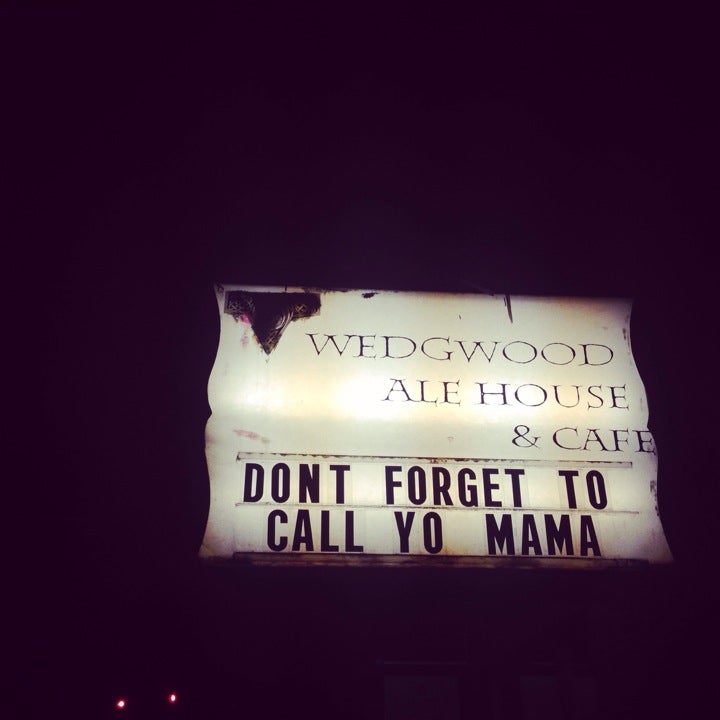 WEDGWOOD
ALE HOUSE
& CAFE
DONT FORGET TO
CALL YO MAMA